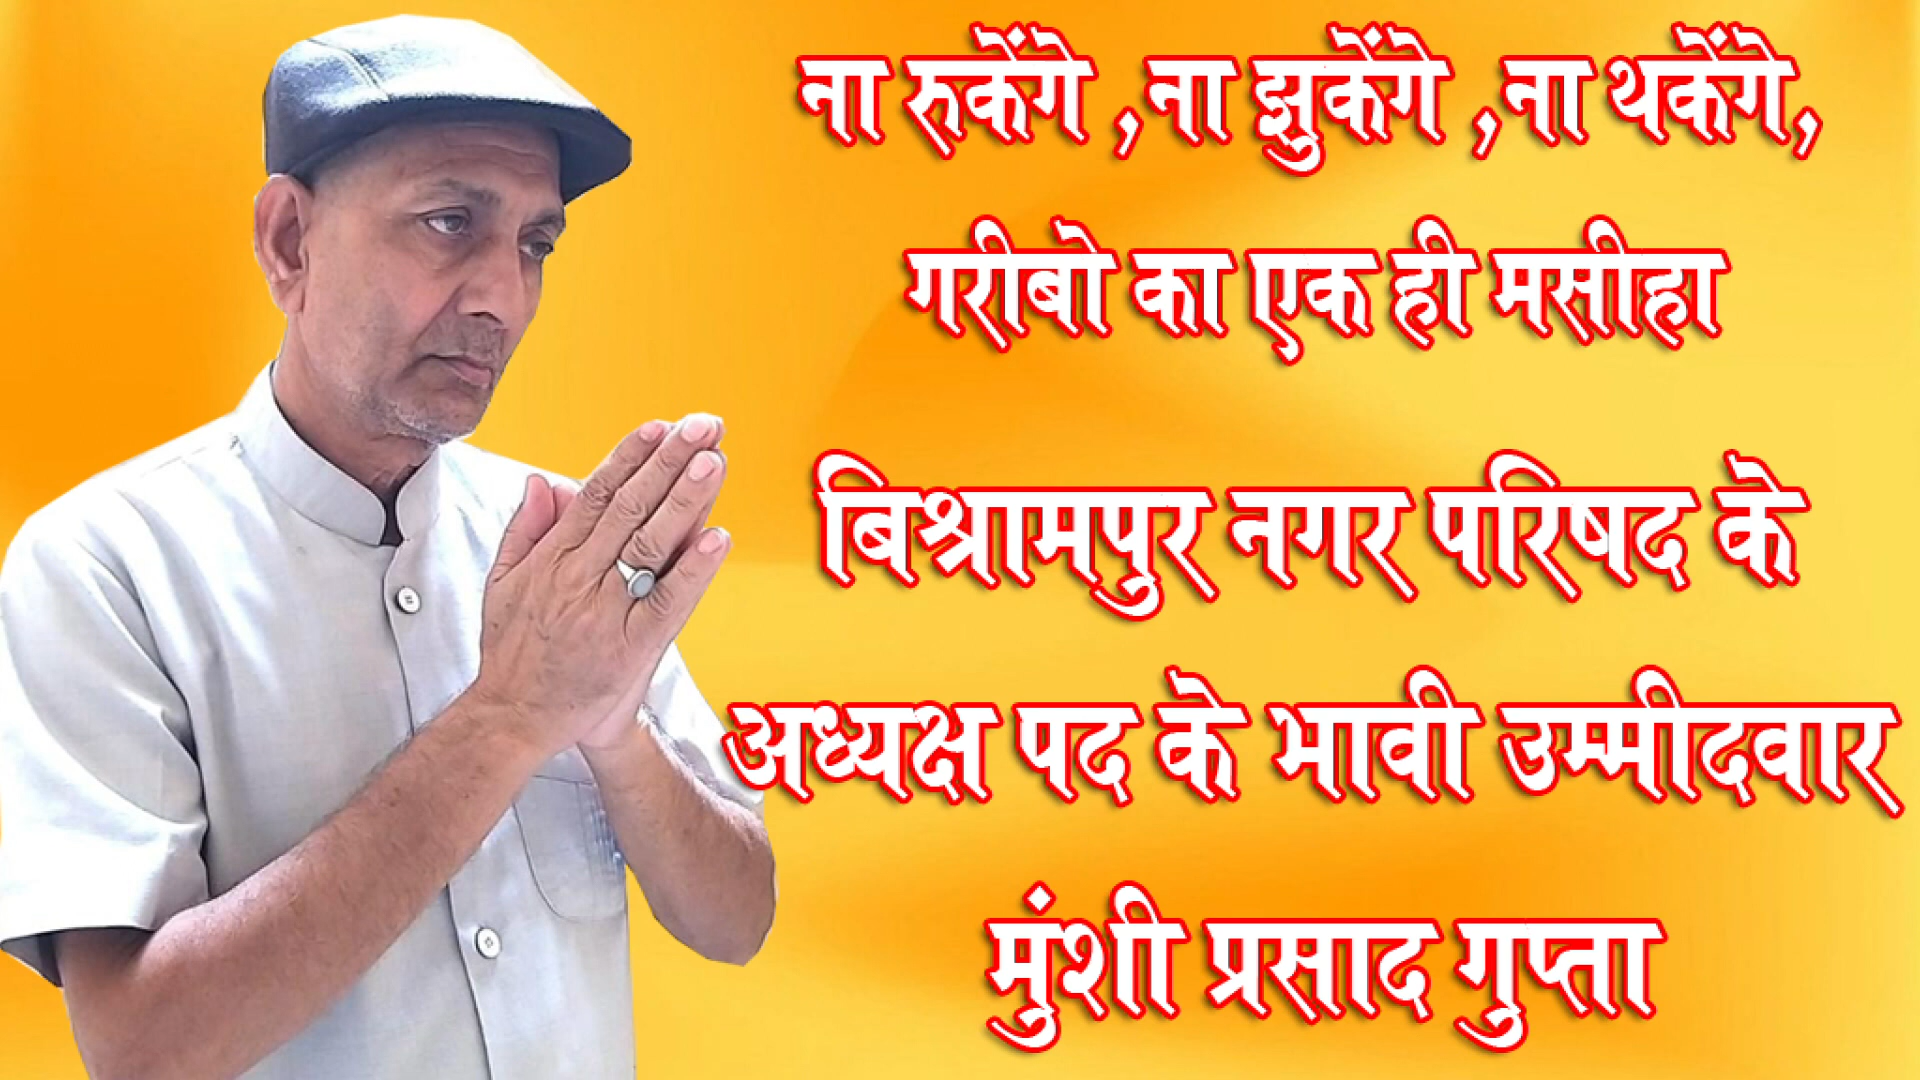 ना रुकेंगे ,ना झुकेंगे ,ना थकेंगे,
गरीबो का एक ही मसीहा
बिश्रामपुर नगर परिषद के
अध्यक्ष पद के भावी उम्मीदवार
मुंशी प्रसाद गुप्ता